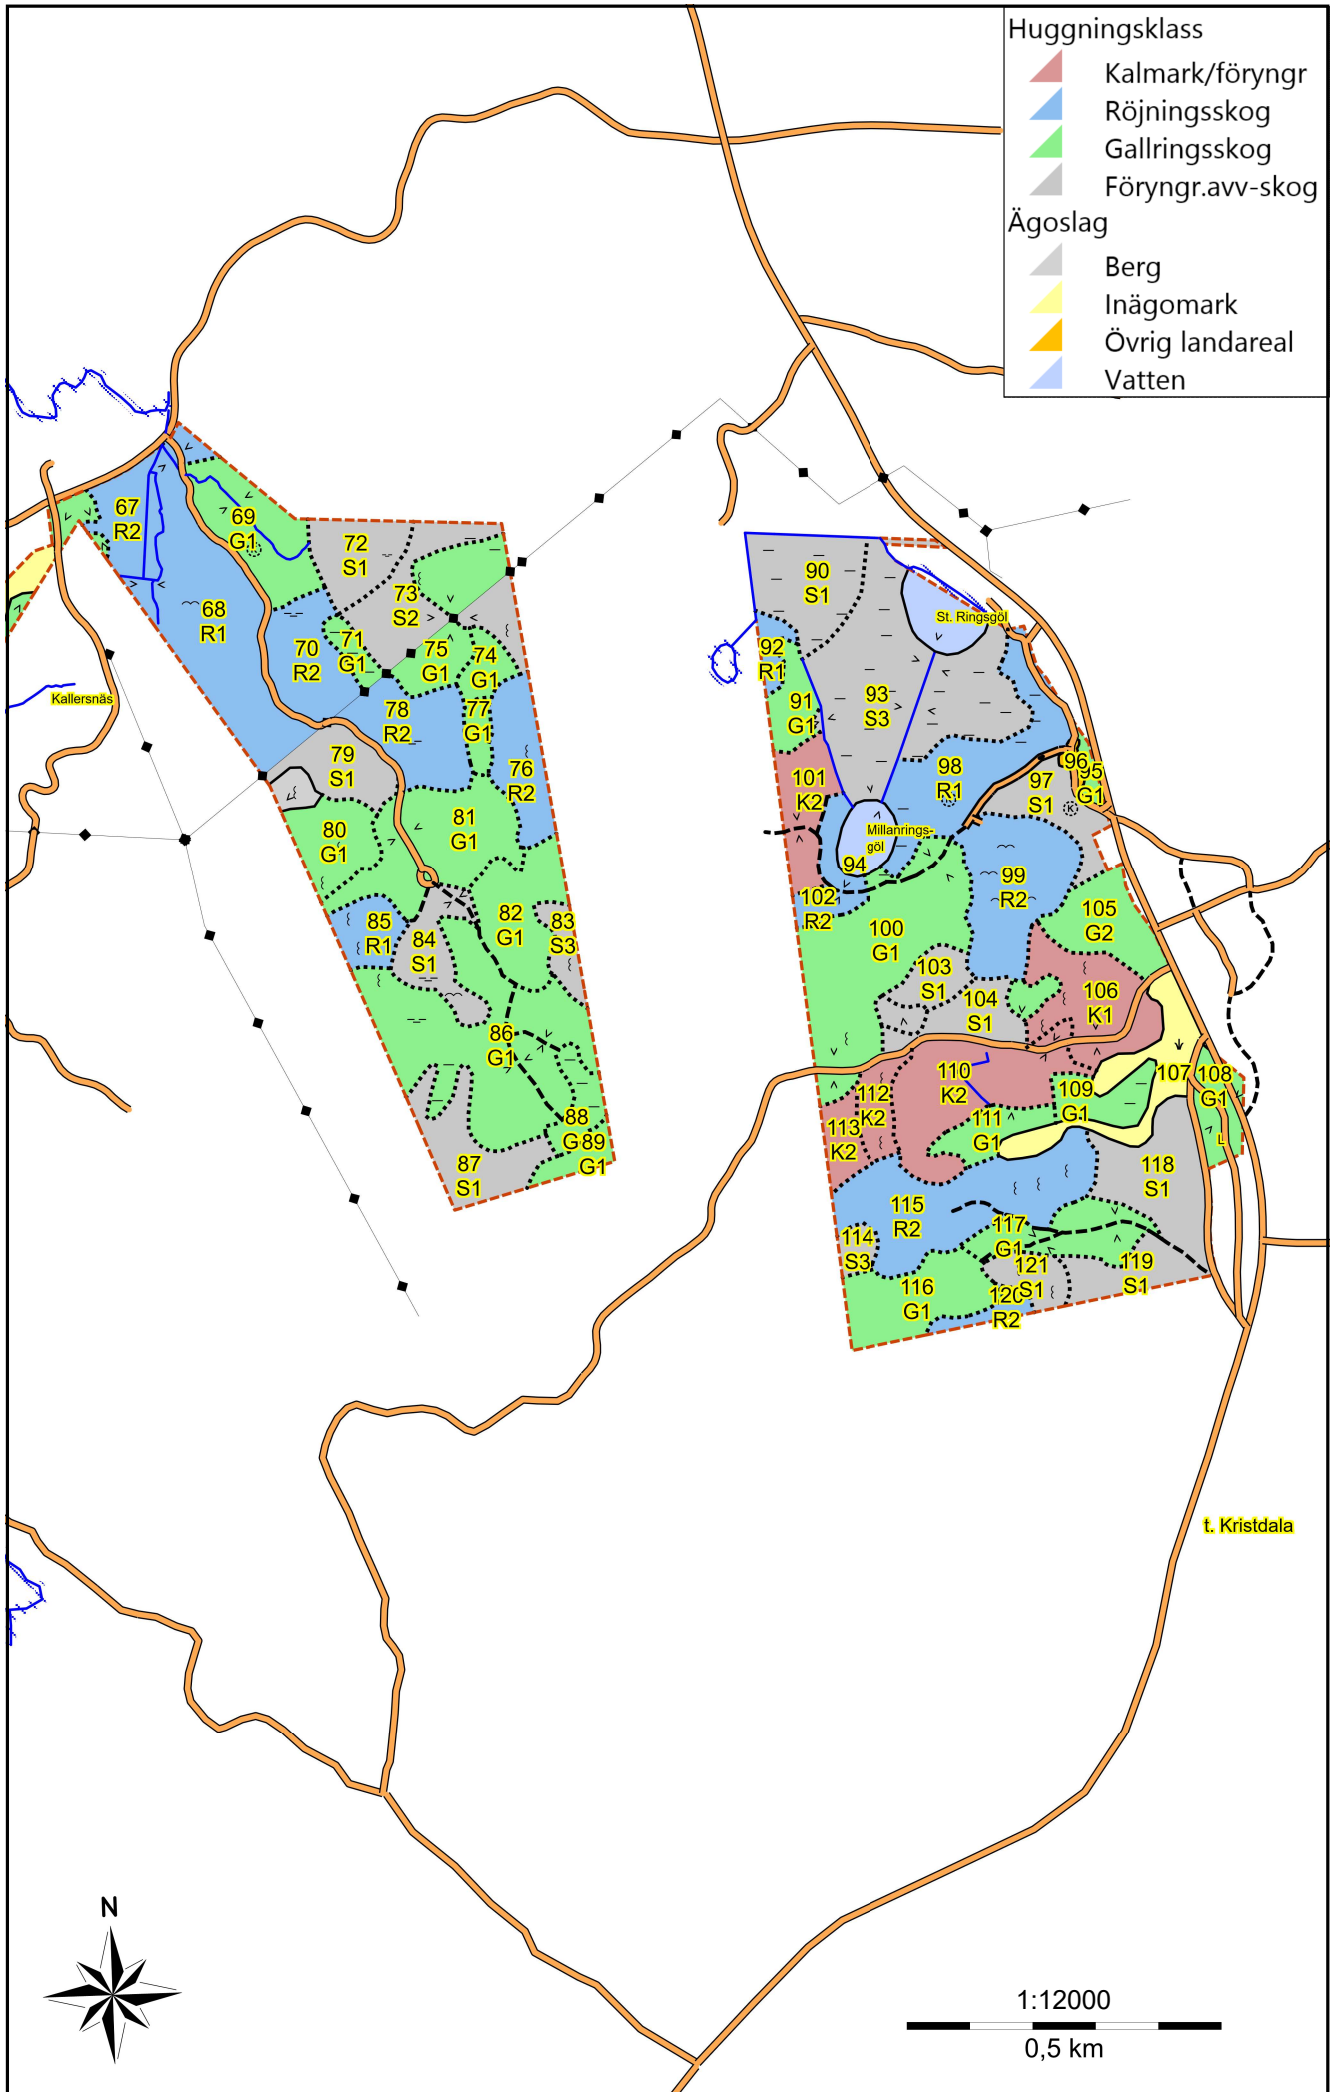 Huggningsklass
Kalmark/föryngr
Röjningsskog
Gallringsskog
Föryngr.avv-skog
Ägoslag
Berg
Inägomark
Övrig landareal
Vatten
67
R2
69
G1
72
S1
73
S2
68
R1
70
R2
71
G1
75
G1
74
G1
Kallersnäs
78
R2
77
G1
79
S1
76
R2
80
G1
81
G1
85
R1
84
S1
82
G1
83
S3
86
G1
88
G
89
G1
87
S1
90
S1
St. Ringsgöl
92
R1
91
G1
93
S3
101
K2
98
R1
96
97
S1
95
G1
K
Millanrings-
göl
94
102
R2
99
R2
100
G1
105
G2
103
S1
104
S1
106
K1
110
K2
107
108
G1
109
G1
112
K2
111
G1
113
K2
L
118
S1
115
R2
114
S3
117
G1
121
S1
119
S1
116
G1
120
R2
t. Kristdala
N
1:12000
0,5 km